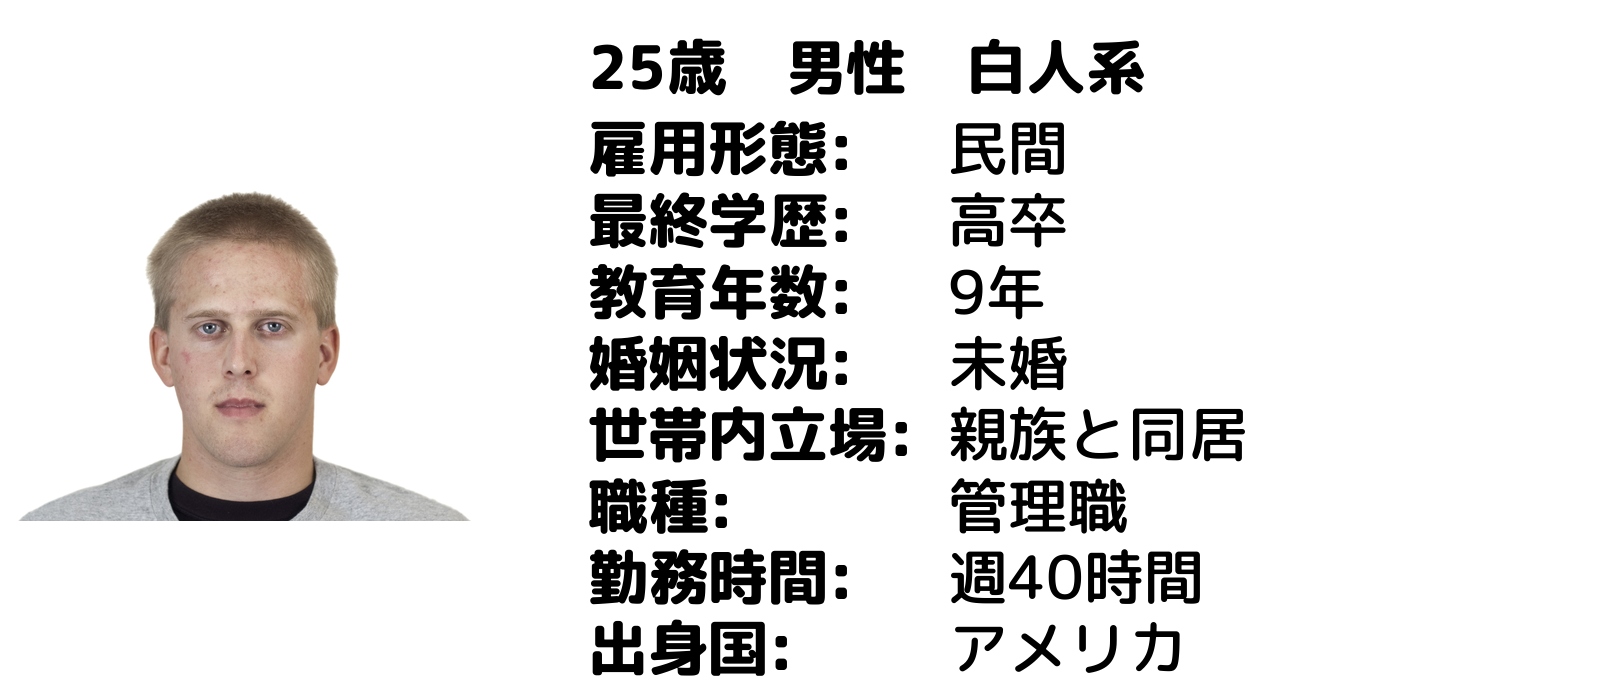 25歳　男性　白人系
雇用形態:　民間
最終学歴:　高卒
教育年数:　9年
婚姻状況:　未婚
世帯内立場:　親族と同居
職種:　管理職
勤務時間:　週40時間
出身国:　アメリカ